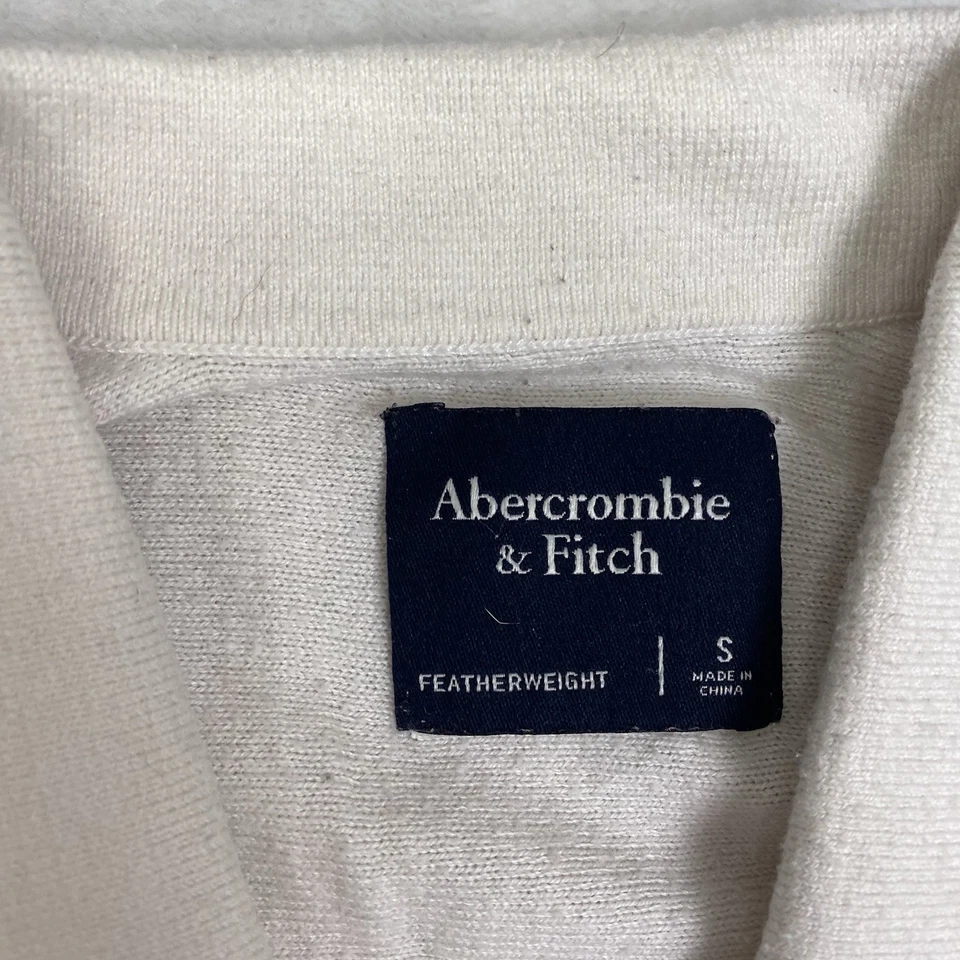 Abercrombie
& Fitch
FEATHERWEIGHT
S
MADE IN
CHINA